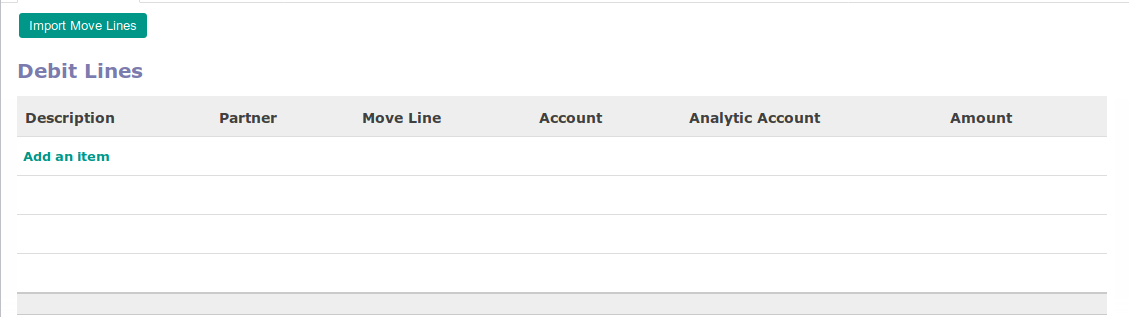 Import Move Lines
Debit Lines
Description Partner Move Line Account Analytic Account Amount
Add an item